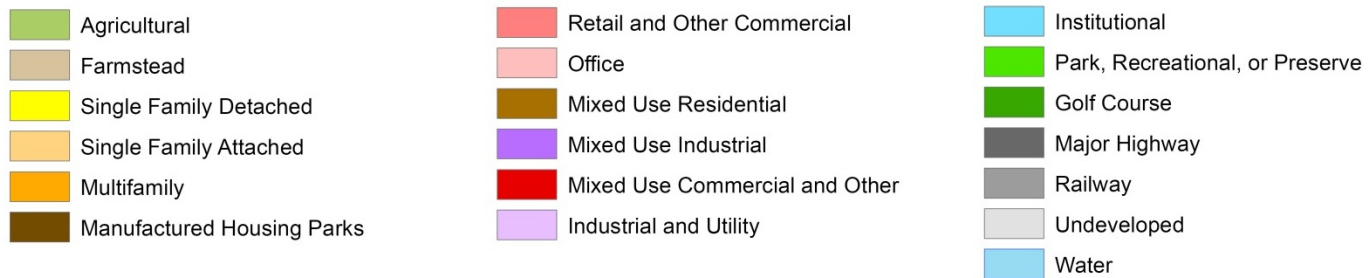 Agricultural
Farmstead
Single Family Detached
Single Family Attached
Multifamily
Manufactured Housing Parks
Retail and Other Commercial
Office
Mixed Use Residential
Mixed Use Industrial
Mixed Use Commercial and Other
Industrial and Utility
Institutional
Park, Recreational, or Preserve
Golf Course
Major Highway
Railway
Undeveloped
Water